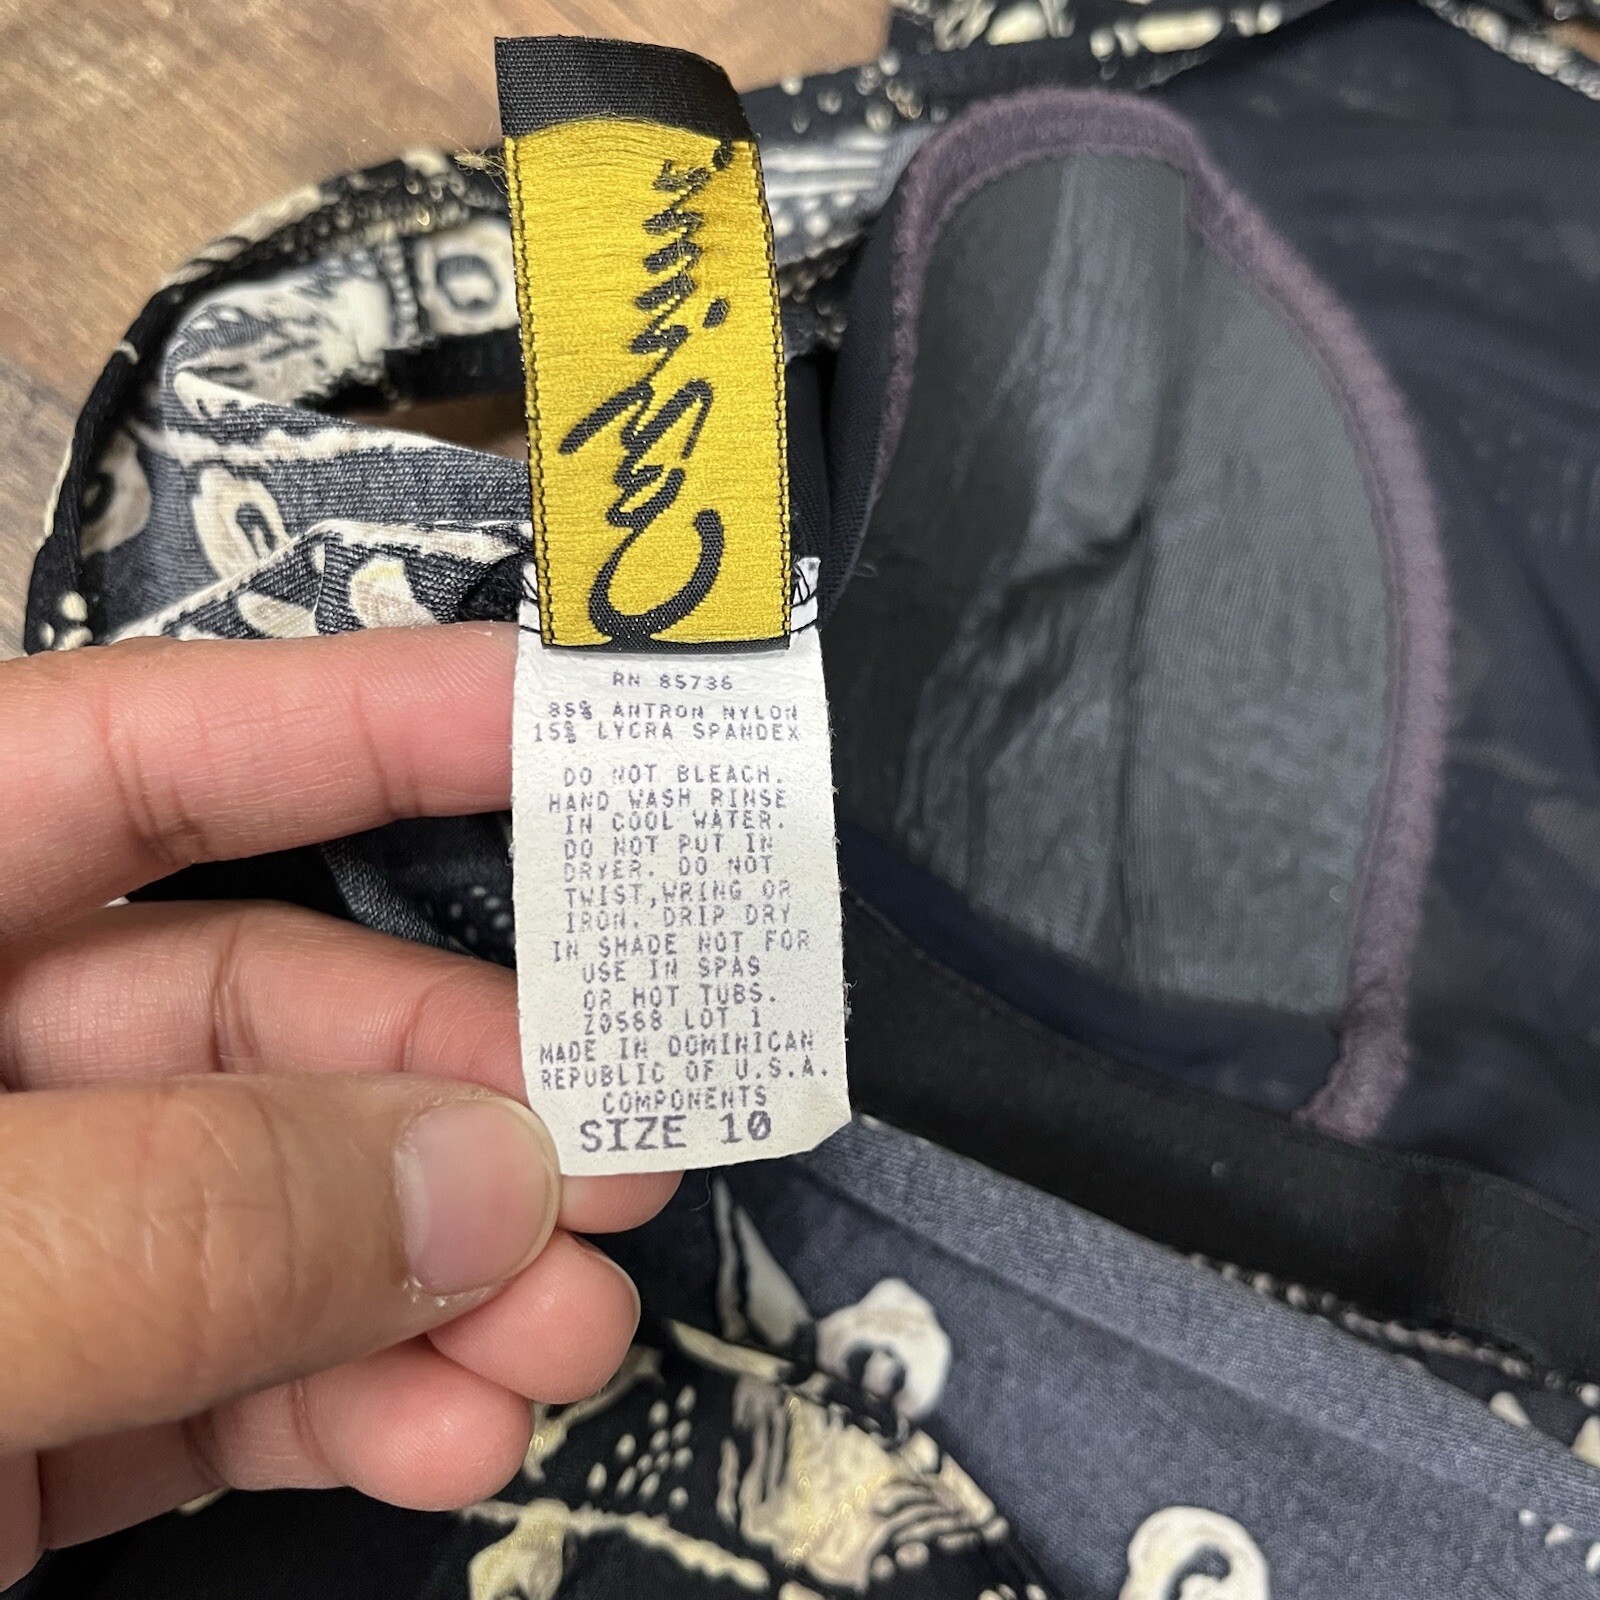 RN 85736
85% ANTRON NYLON
15% LYCRA SPANDEX
DO NOT BLEACH.
HAND WASH RINSE
IN COOL WATER.
DO NOT PUT IN
DRYER. DO NOT
TWIST,WRING OR
IRON. DRIP DRY
IN SHADE NOT FOR
USE IN SPAS
OR HOT TUBS.
Z0568 LOT 1
MADE IN DOMINICAN
REPUBLIC OF U.S.A.
COMPONENTS
SIZE 10